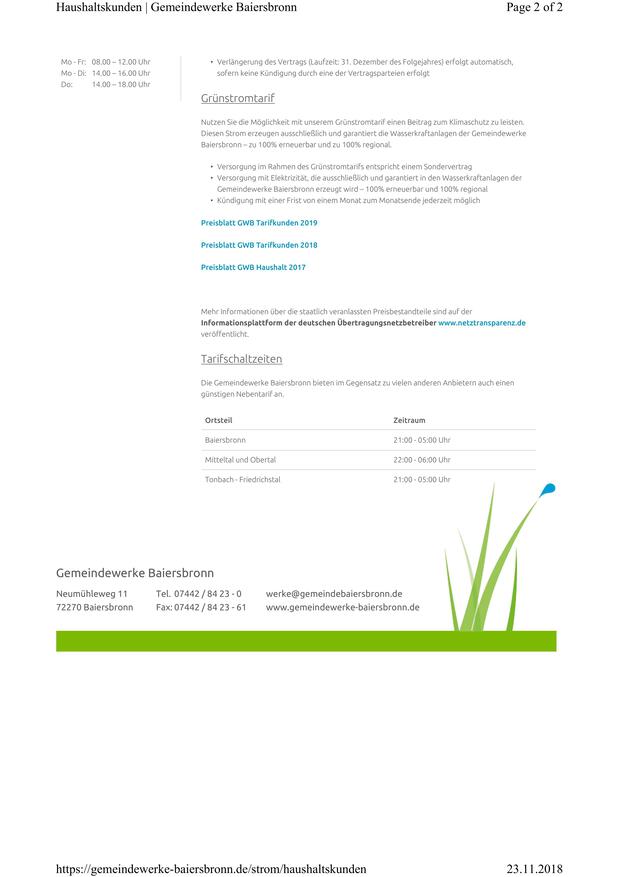 Haushaltskunden | Gemeindewerke Baiersbronn Page 2 of 2
Mo - Fr: 08.00 – 12.00 Uhr
Mo - Di: 14.00 – 16.00 Uhr
Do: 14.00 – 18.00 Uhr
• Verlängerung des Vertrags (Laufzeit: 31. Dezember des Folgejahres) erfolgt automatisch,
sofern keine Kündigung durch eine der Vertragsparteien erfolgt
Grünstromtarif
Nutzen Sie die Möglichkeit mit unserem Grünstromtarif einen Beitrag zum Klimaschutz zu leisten.
Diesen Strom erzeugen ausschließlich und garantiert die Wasserkraftanlagen der Gemeindewerke
Baiersbronn – zu 100% erneuerbar und zu 100% regional.
• Versorgung im Rahmen des Grünstromtarifs entspricht einem Sondervertrag
• Versorgung mit Elektrizität, die ausschließlich und garantiert in den Wasserkraftanlagen der
Gemeindewerke Baiersbronn erzeugt wird – 100% erneuerbar und 100% regional
• Kündigung mit einer Frist von einem Monat zum Monatsende jederzeit möglich
Preisblatt GWB Tarifkunden 2019
Preisblatt GWB Tarifkunden 2018
Preisblatt GWB Haushalt 2017
Mehr Informationen über die staatlich veranlassten Preisbestandteile sind auf der
Informationsplattform der deutschen Übertragungsnetzbetreiber www.netztransparenz.de
veröffentlicht.
Tarifschaltzeiten
Die Gemeindewerke Baiersbronn bieten im Gegensatz zu vielen anderen Anbietern auch einen
günstigen Nebentarif an.
Ortsteil Zeitraum
Baiersbronn 21:00 - 05:00 Uhr
Mitteltal und Obertal 22:00 - 06:00 Uhr
Tonbach - Friedrichstal 21:00 - 05:00 Uhr
Gemeindewerke Baiersbronn
Neumühleweg 11 Tel. 07442 / 84 23 - 0 werke@gemeindebaiersbronn.de
72270 Baiersbronn Fax: 07442 / 84 23 - 61 www.gemeindewerke-baiersbronn.de
https://gemeindewerke-baiersbronn.de/strom/haushaltskunden 23.11.2018